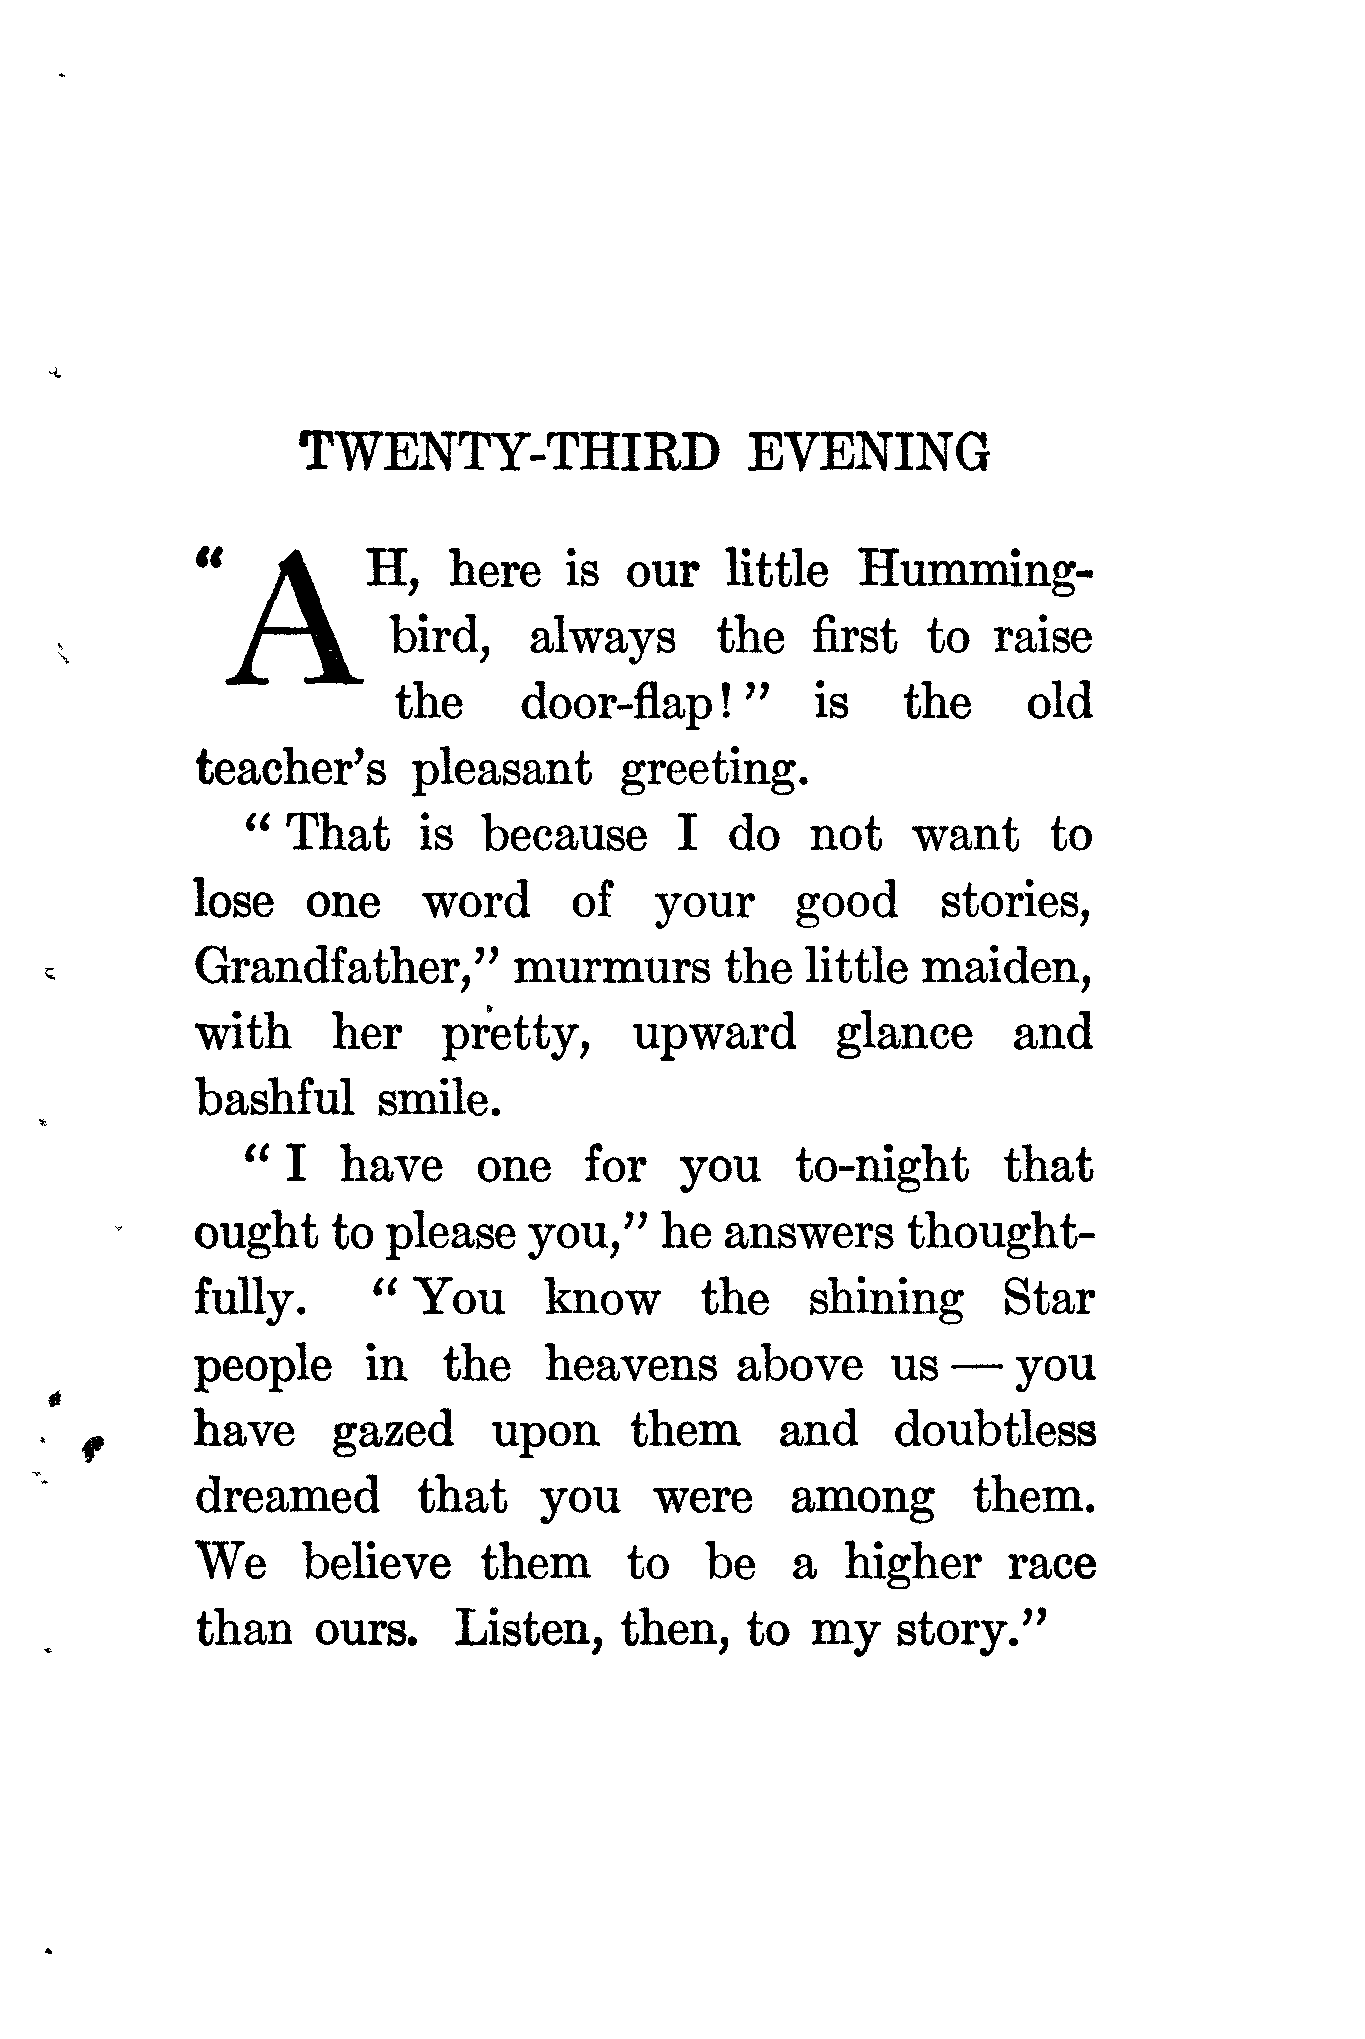 TWENTY-THIRD EVENING
“AH, here is our little Humming-
bird, always the first to raise
the door-flap!” is the old
teacher’s pleasant greeting.
“That is because I do not want to
lose one word of your good stories,
Grandfather,” murmurs the little maiden,
with her pretty, upward glance and
bashful smile.
“I have one for you to-night that
ought to please you,” he answers thought-
fully. “You know the shining Star
people in the heavens above us — you
have gazed upon them and doubtless
dreamed that you were among them.
We believe them to be a higher race
than ours. Listen, then, to my story.”